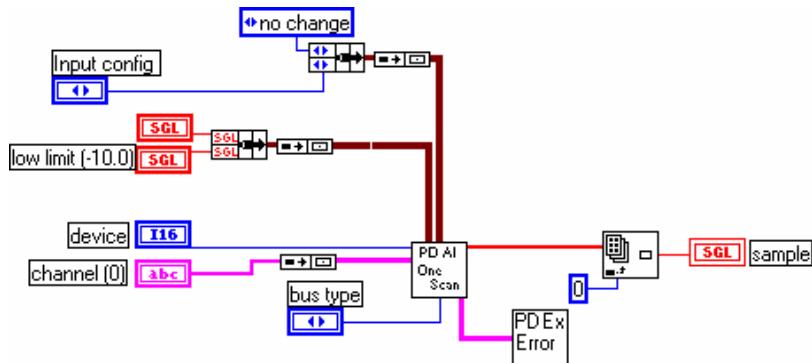 no change
Input config
SGL
SGL
SGL
low limit (-10.0)
SGL
device
I16
PD AI
One
Scan
SGL
sample
channel (0)
abc
bus type
0
PD Ex
Error